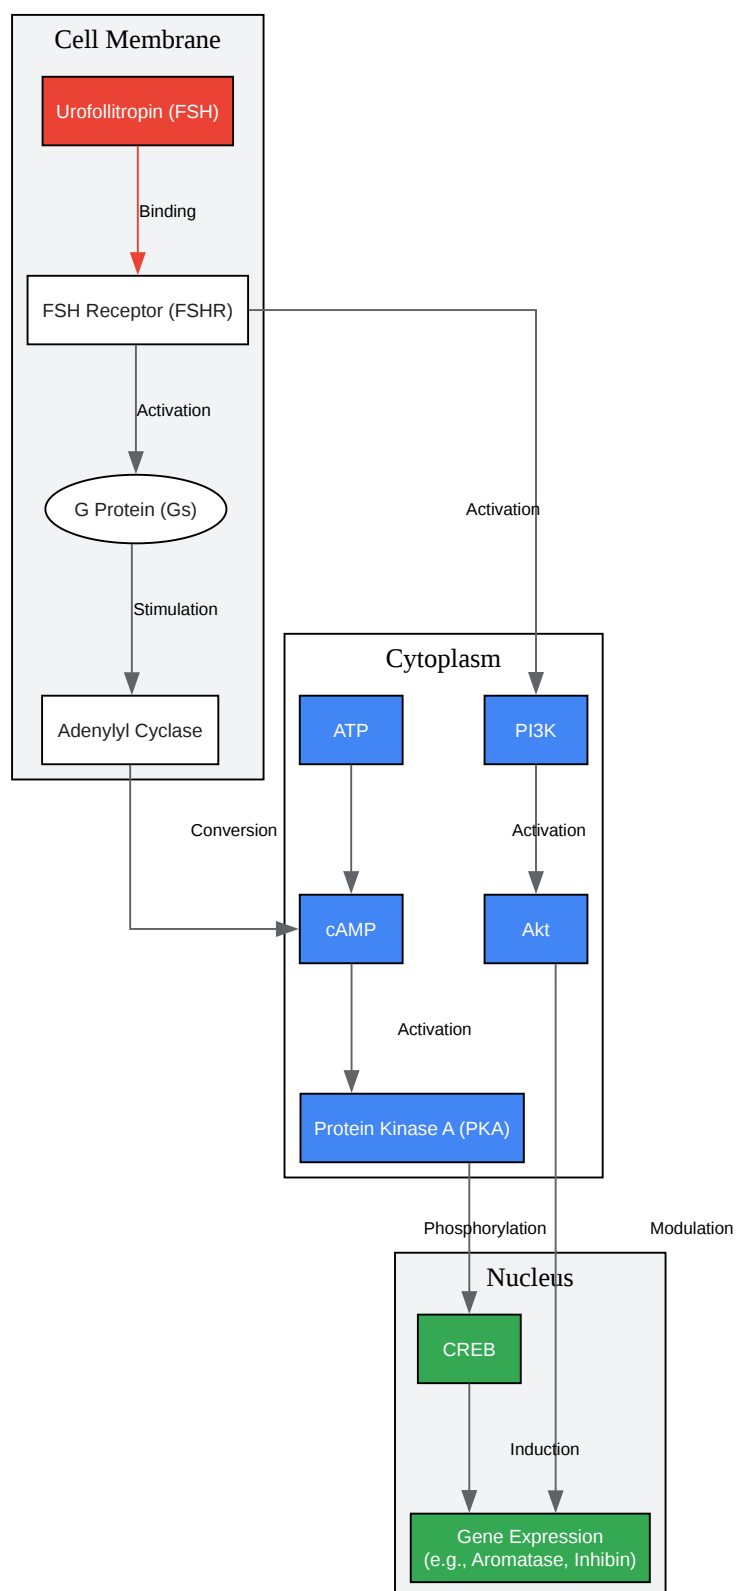 Cell Membrane
Urofollitropin (FSH)
Binding
FSH Receptor (FSHR)
Activation
G Protein (Gs)
Activation
Stimulation
Cytoplasm
Adenylyl Cyclase
ATP
PI3K
Conversion
Activation
cAMP
Akt
Activation
Protein Kinase A (PKA)
Phosphorylation
Modulation
Nucleus
CREB
Induction
Gene Expression
(e.g., Aromatase, Inhibin)